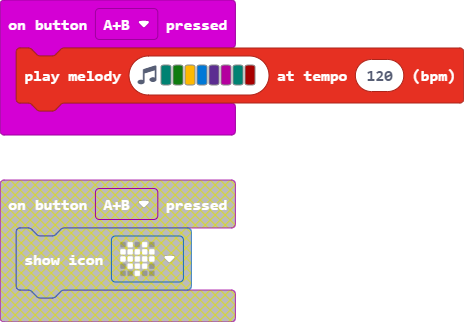 on button A+B pressed
play melody at tempo 120 (bpm)
on button A+B pressed
show icon